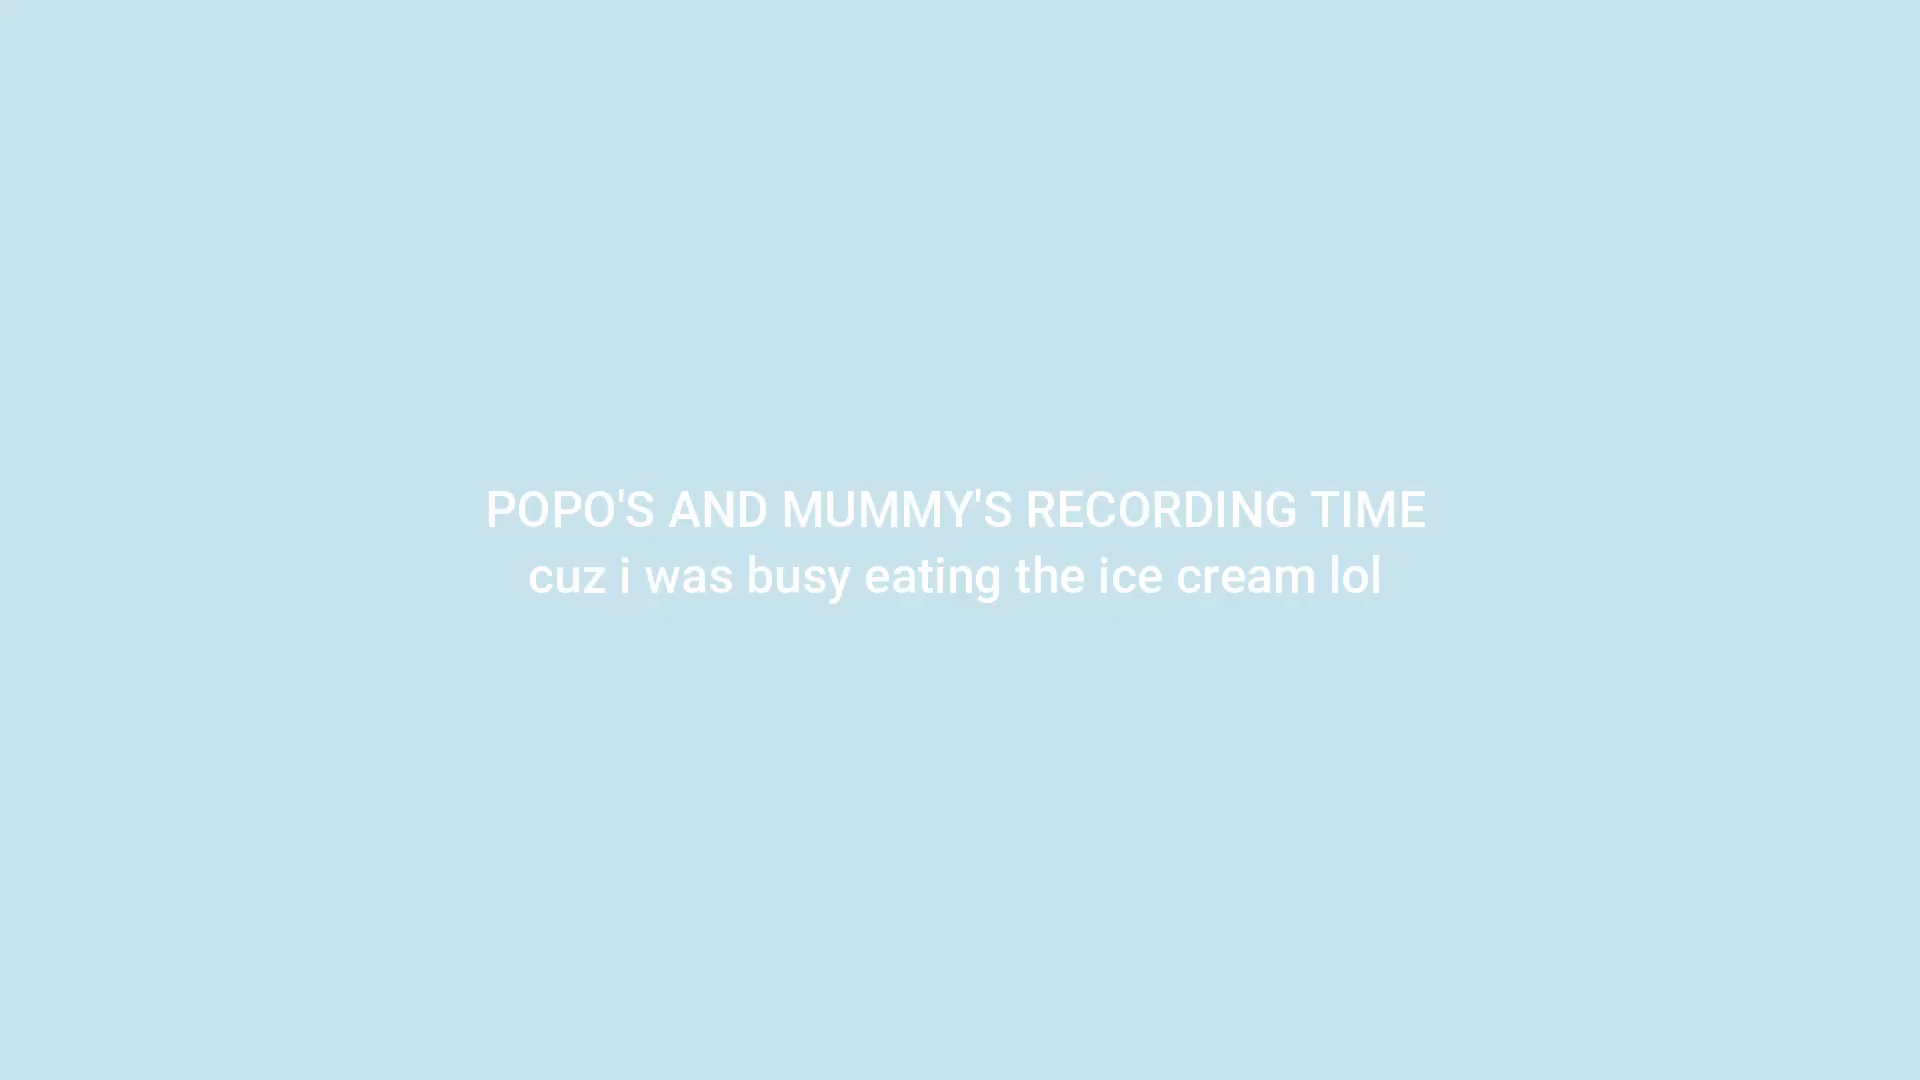 POPO'S AND MUMMY'S RECORDING TIME
cuz i was busy eating the ice cream lol